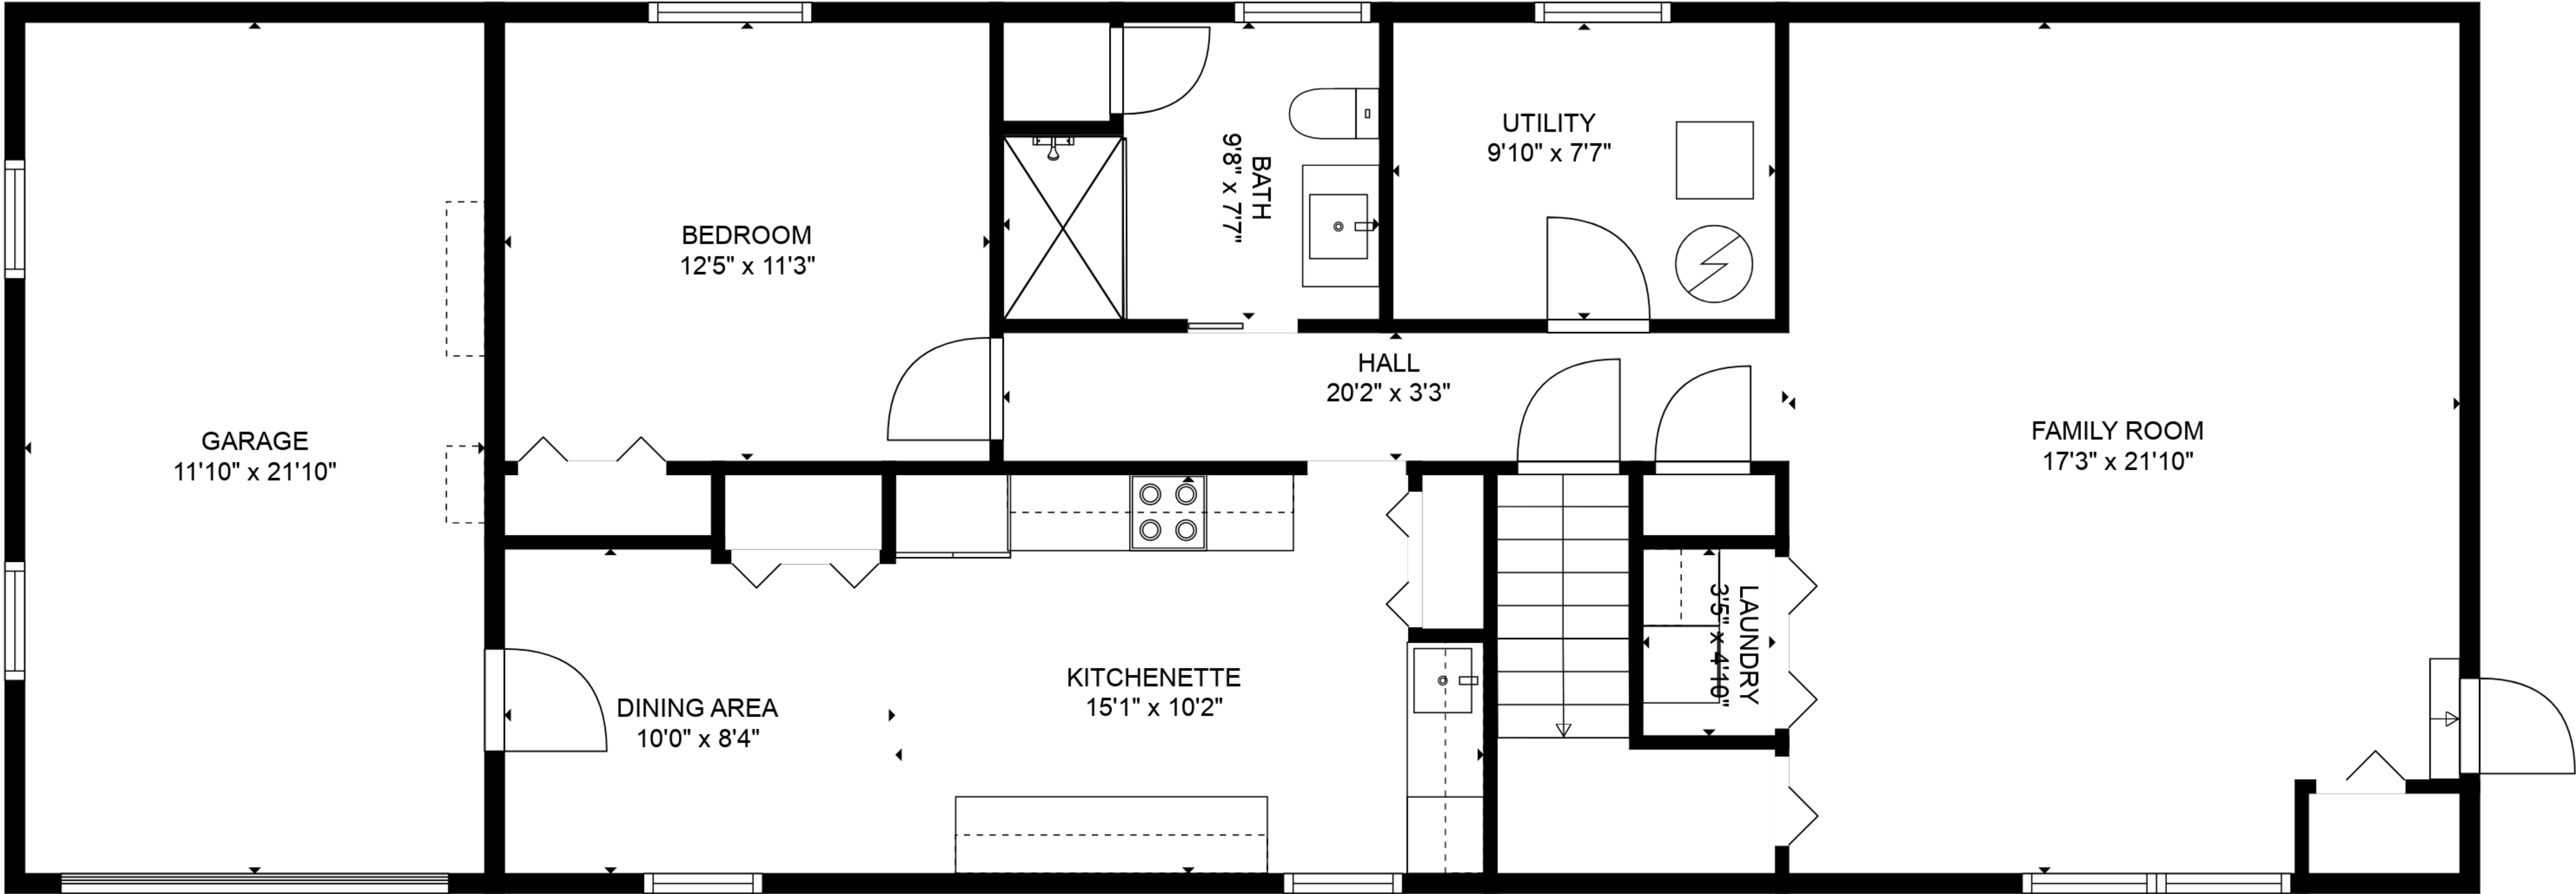 GARAGE
11'10" x 21'10"
BEDROOM
12'5" x 11'3"
BATH
9'8" x 7'7"
UTILITY
9'10" x 7'7"
HALL
20'2" x 3'3"
FAMILY ROOM
17'3" x 21'10"
DINING AREA
10'0" x 8'4"
KITCHENETTE
15'1" x 10'2"
LAUNDRY
3'5" x 4'10"